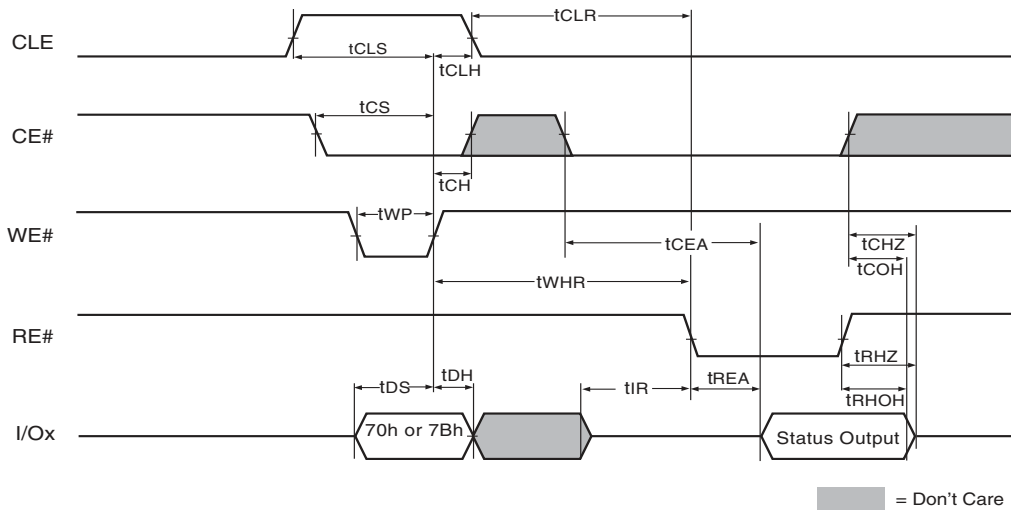 tCLR
CLE
tCLS
tCLH
tCS
CE#
tCH
tWP
WE#
tCEA
tCHZ
tCOH
tWHR
RE#
tRHZ
tDH
tDS
tIR
tREA
tRHOH
I/Ox
70h or 7Bh
Status Output
= Don't Care